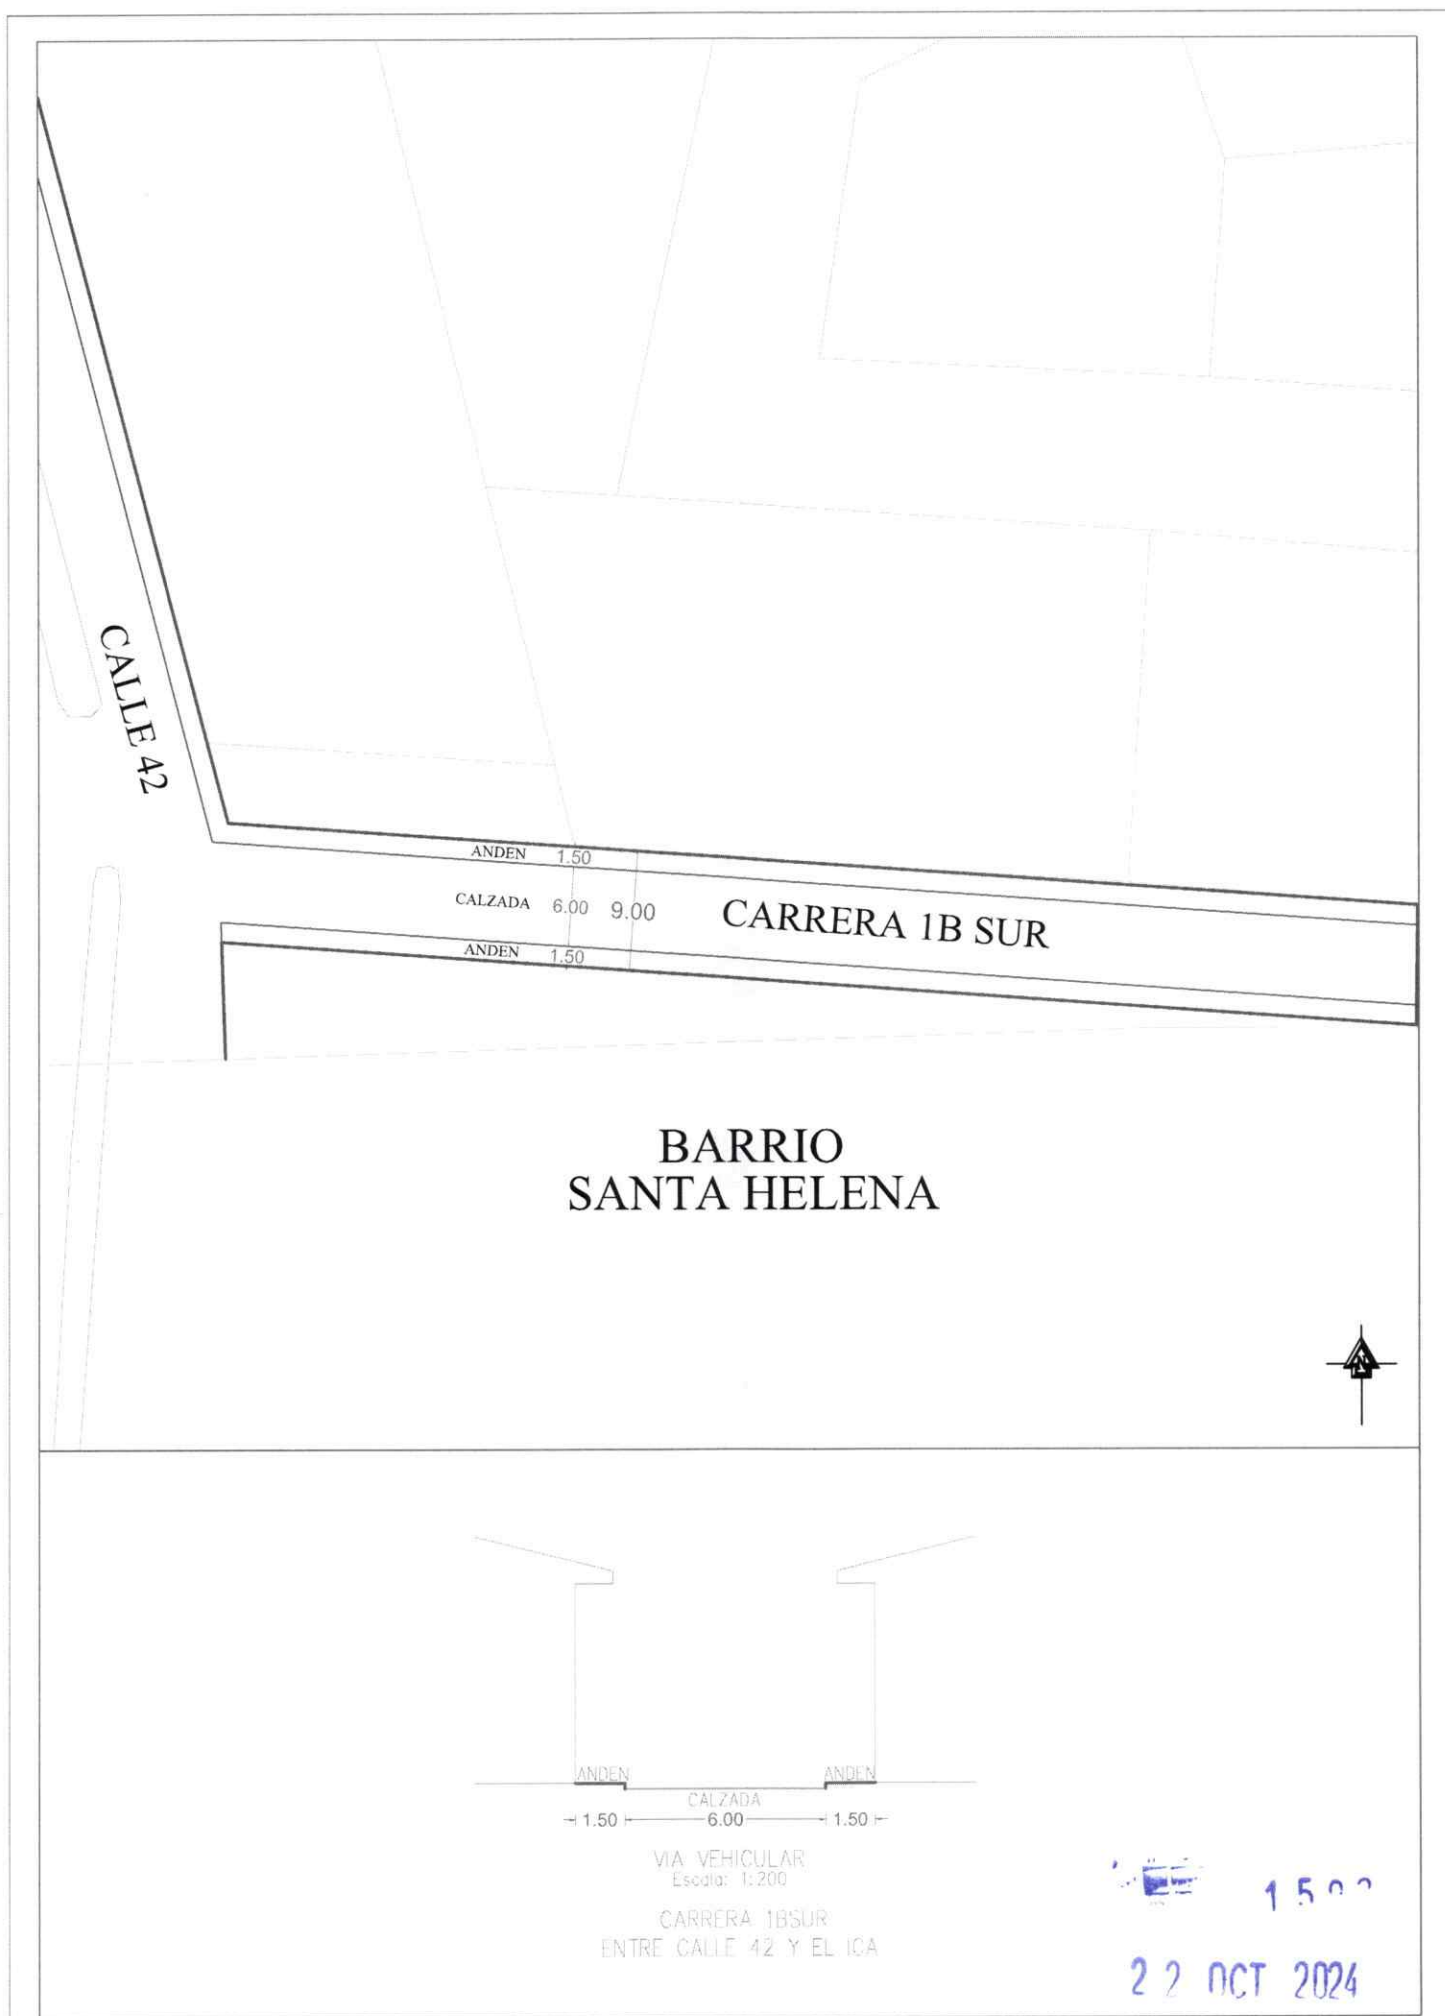 CALLE 42
ANDEN 1.50
CALZADA 6.00 9.00
CARRERA 1B SUR
ANDEN 1.50
BARRIO
SANTA HELENA
N
ANDEN ANDEN
CALZADA
1.50 6.00 1.50
VIA VEHICULAR
Escala: 1:200
CARRERA 1BSUR
ENTRE CALLE 42 Y EL ICA
22 OCT 2024